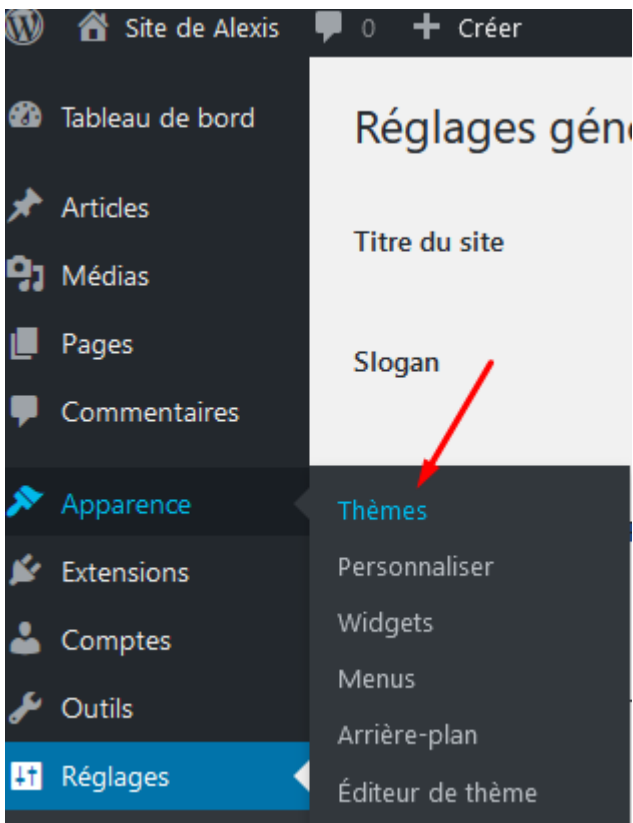 Site de Alexis 0 + Créer
Tableau de bord
Articles
Médias
Pages
Commentaires
Apparence
Extensions
Comptes
Outils
Réglages
Réglages
Titre du site
Slogan
Thèmes
Personnaliser
Widgets
Menus
Arrière-plan
Éditeur de thème